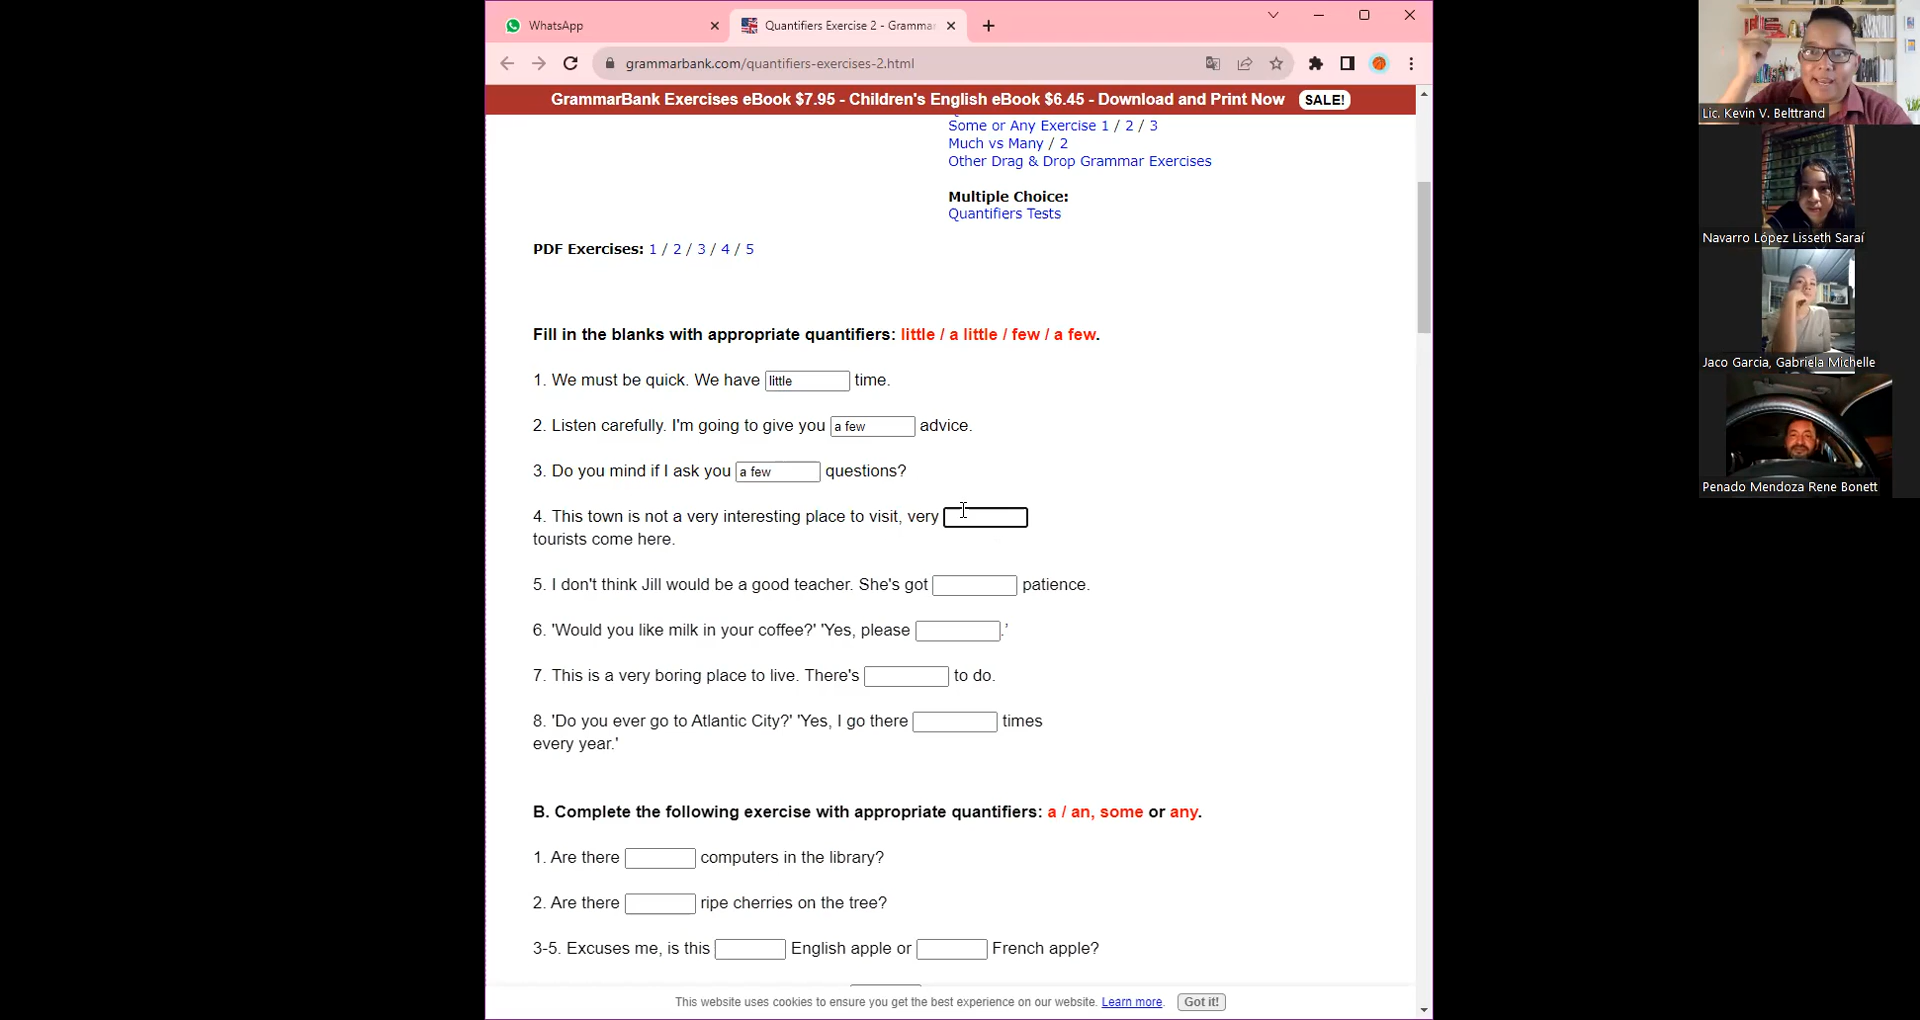 WhatsApp
Quantifiers Exercise 2 - Gramma
grammarbank.com/quantifiers-exercises-2.html
GrammarBank Exercises eBook $7.95 - Children's English eBook $6.45 - Download and Print Now SALE!
Some or Any Exercise 1 / 2 / 3
Much vs Many / 2
Other Drag & Drop Grammar Exercises
Multiple Choice:
Quantifiers Tests
PDF Exercises: 1 / 2 / 3 / 4 / 5
Fill in the blanks with appropriate quantifiers: little / a little / few / a few.
1. We must be quick. We have little time.
2. Listen carefully. I'm going to give you a few advice.
3. Do you mind if I ask you a few questions?
4. This town is not a very interesting place to visit, very
tourists come here.
5. I don't think Jill would be a good teacher. She's got patience.
6. 'Would you like milk in your coffee?' 'Yes, please .'
7. This is a very boring place to live. There's to do.
8. 'Do you ever go to Atlantic City?' 'Yes, I go there times
every year.'
B. Complete the following exercise with appropriate quantifiers: a / an, some or any.
1. Are there computers in the library?
2. Are there ripe cherries on the tree?
3-5. Excuses me, is this English apple or French apple?
This website uses cookies to ensure you get the best experience on our website. Learn more. Got it!
Lic. Kevin V. Belttrand
Navarro López Lisseth Saraí
Jaco Garcia, Gabriela Michelle
Penado Mendoza Rene Bonett